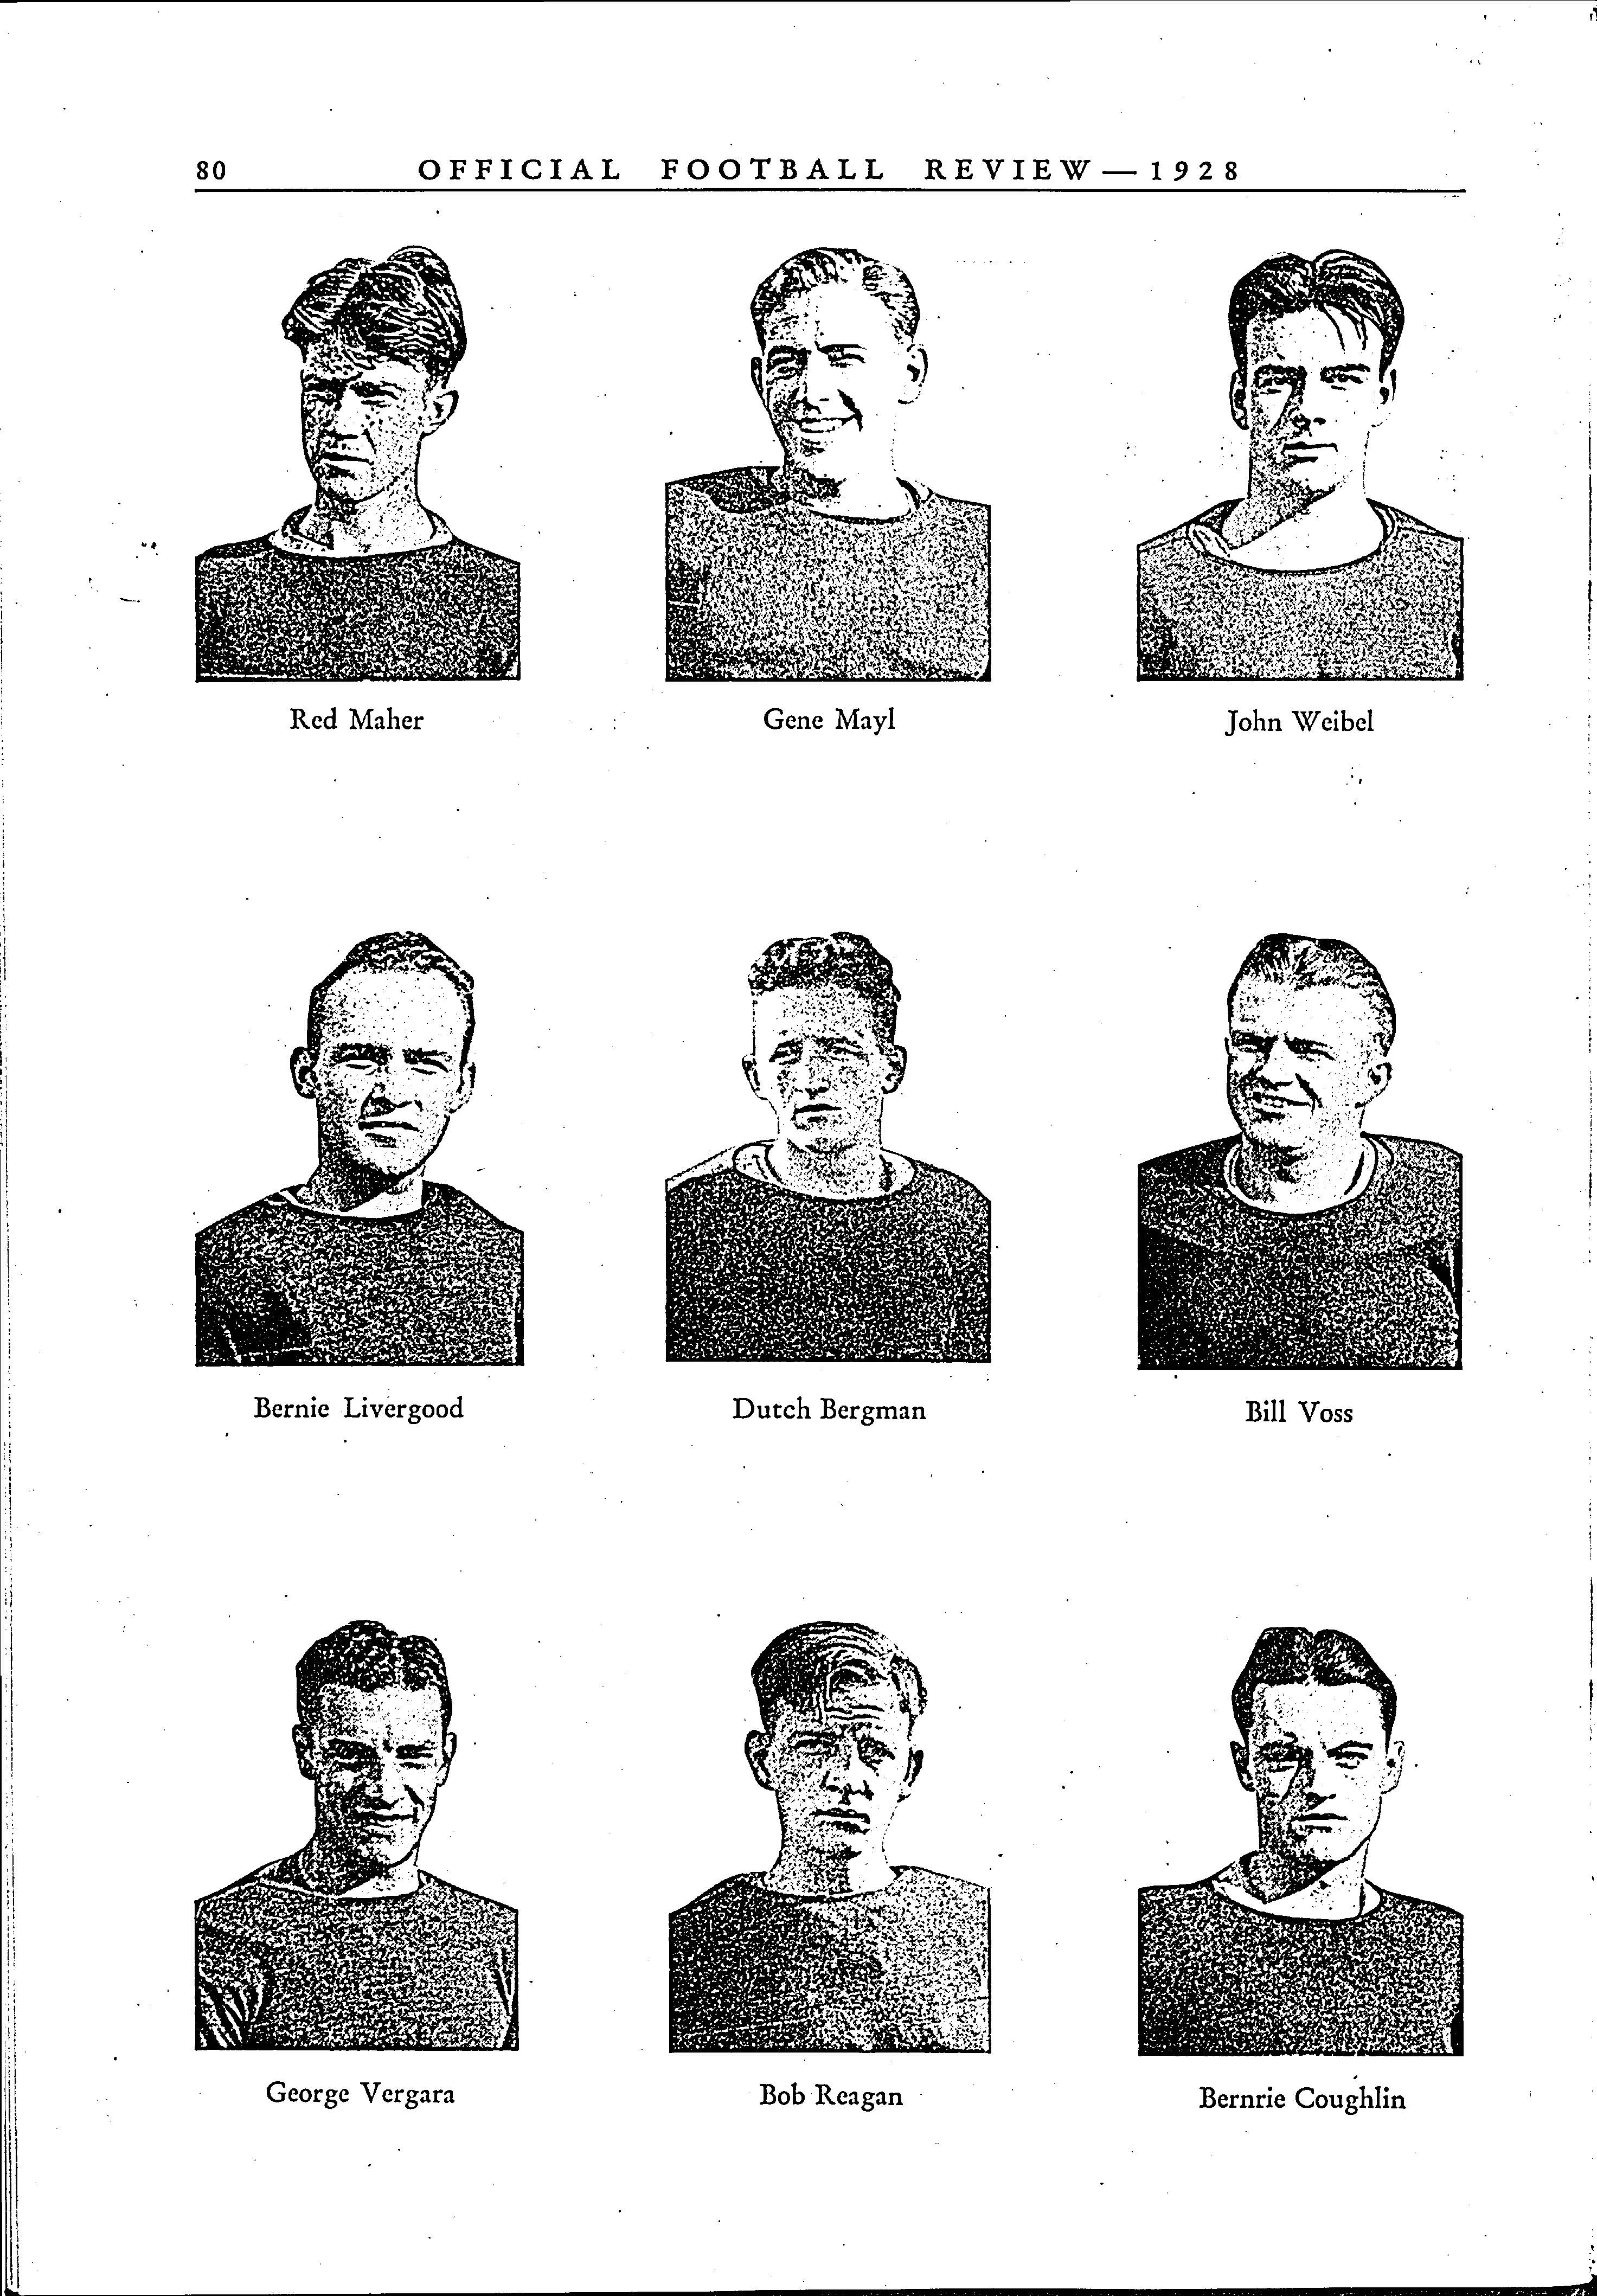 80 OFFICIAL FOOTBALL REVIEW — 1928
Red Maher Gene Mayl John Weibel
Bernie Livergood Dutch Bergman Bill Voss
George Vergara Bob Reagan Bernrie Coughlin